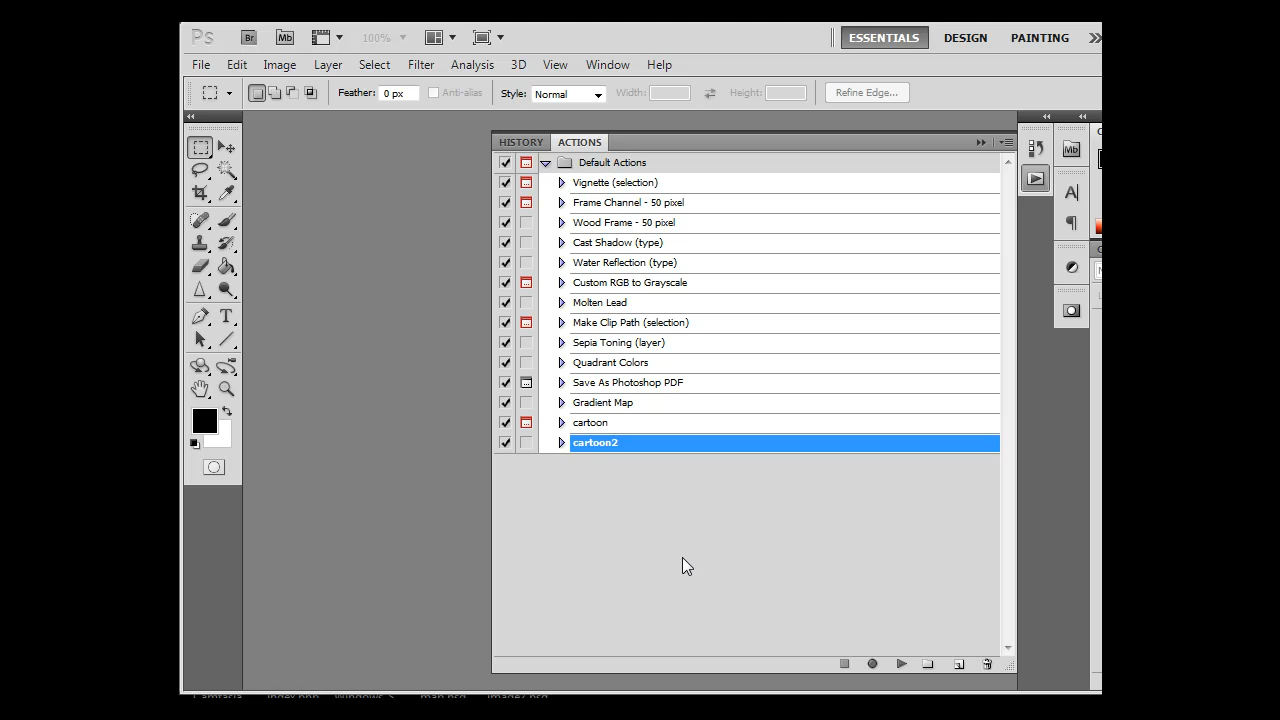 Ps Br Mb 100% ESSENTIALS DESIGN PAINTING
File Edit Image Layer Select Filter Analysis 3D View Window Help
Feather: 0 px Anti-alias Style: Normal Width: Height: Refine Edge...
HISTORY ACTIONS
Default Actions
Vignette (selection)
Frame Channel - 50 pixel
Wood Frame - 50 pixel
Cast Shadow (type)
Water Reflection (type)
Custom RGB to Grayscale
Molten Lead
Make Clip Path (selection)
Sepia Toning (layer)
Quadrant Colors
Save As Photoshop PDF
Gradient Map
cartoon
cartoon2
Mb